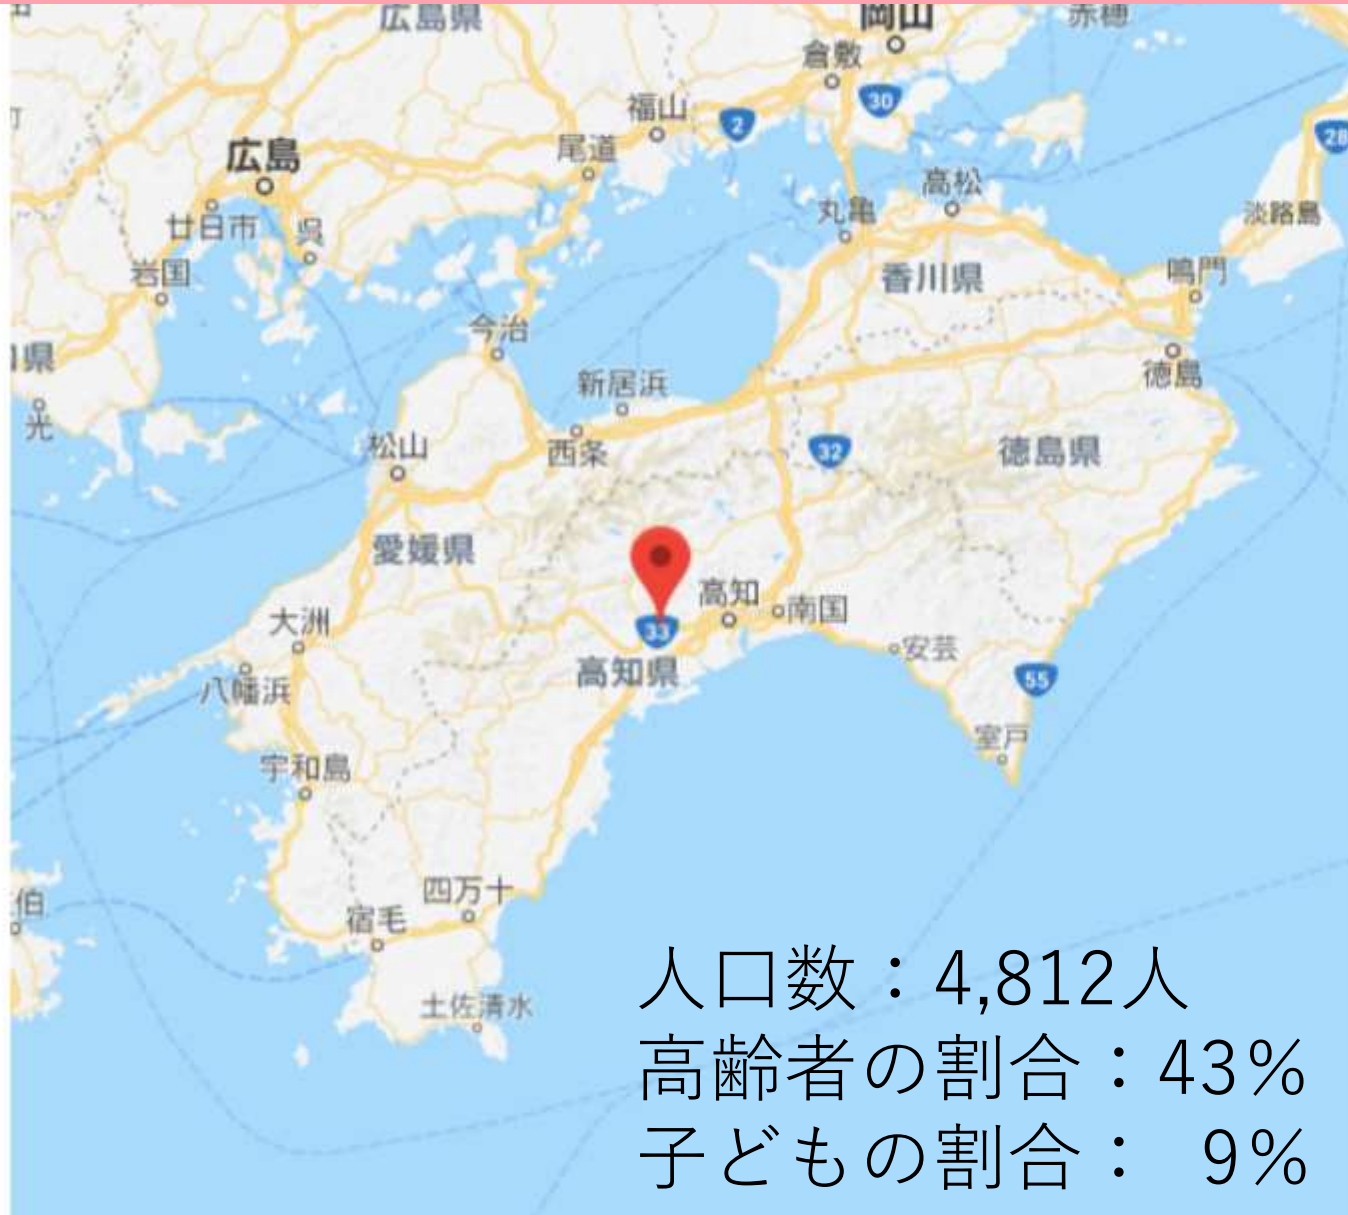 広島県
岡山
赤穂
倉敷
30
福山
2
尾道
28
広島
高松
丸亀
淡路島
廿日市
呉
岩国
香川県
鳴門
今治
県
徳島
新居浜
光
松山
西条
32
徳島県
愛媛県
高知
南国
大洲
33
安芸
高知県
八幡浜
55
室戸
宇和島
四万十
伯
宿毛
土佐清水
人口数：4,812人
高齢者の割合：43%
子どもの割合： 9%